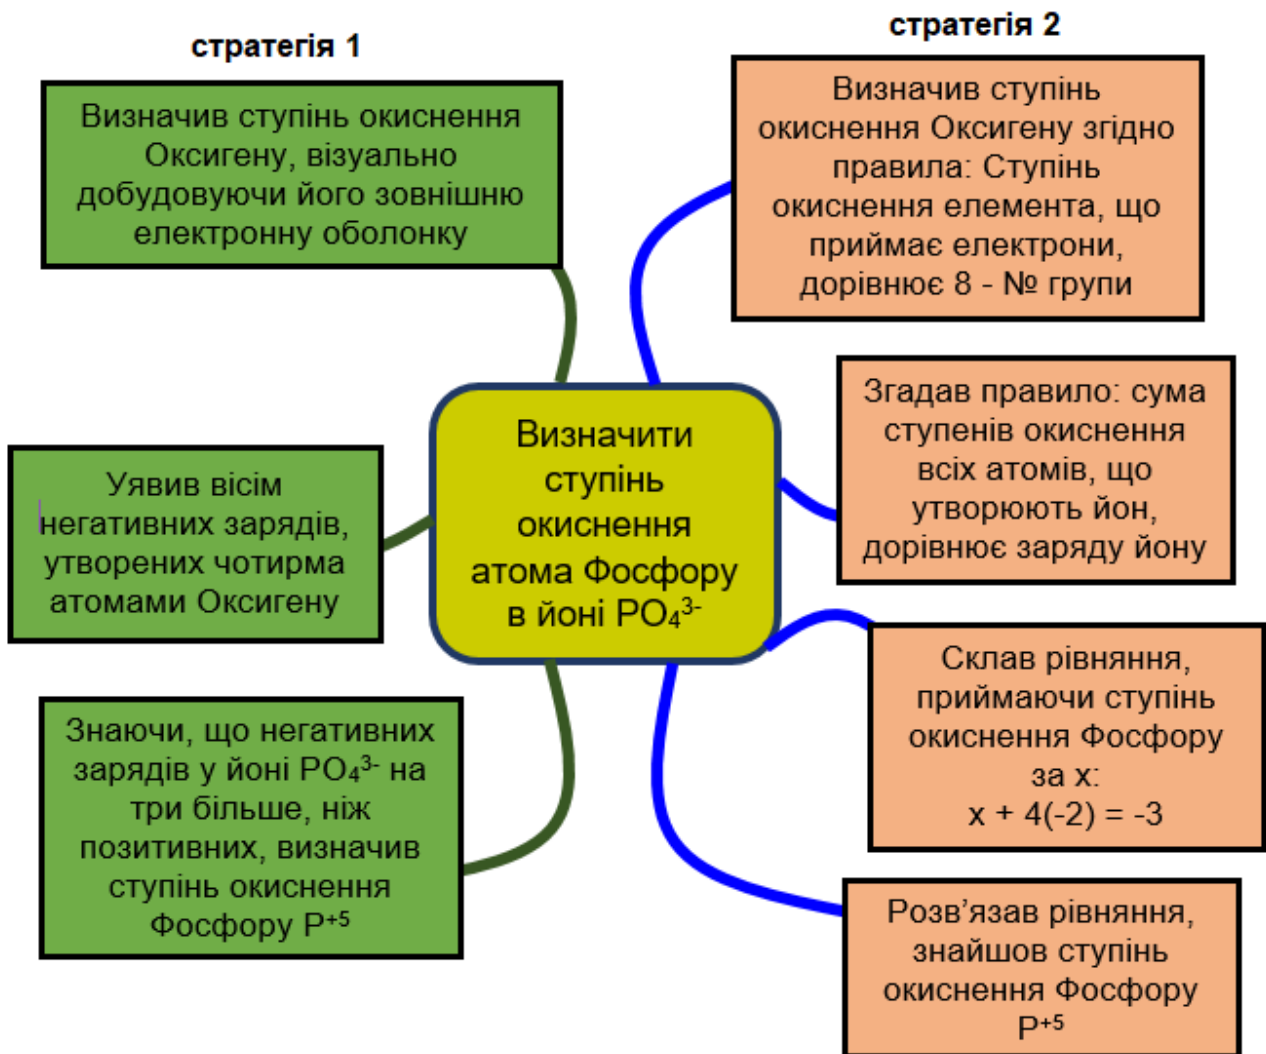 стратегія 1
Визначив ступінь окиснення
Оксигену, візуально
добудовуючи його зовнішню
електронну оболонку
Уявив вісім
негативних зарядів,
утворених чотирма
атомами Оксигену
Знаючи, що негативних
зарядів у йоні PO₄³⁻ на
три більше, ніж
позитивних, визначив
ступінь окиснення
Фосфору P⁺⁵
Визначити
ступінь
окиснення
атома Фосфору
в йоні PO₄³⁻
стратегія 2
Визначив ступінь
окиснення Оксигену згідно
правила: Ступінь
окиснення елемента, що
приймає електрони,
дорівнює 8 - № групи
Згадав правило: сума
ступенів окиснення
всіх атомів, що
утворюють йон,
дорівнює заряду йону
Склав рівняння,
приймаючи ступінь
окиснення Фосфору
за х:
х + 4(-2) = -3
Розв’язав рівняння,
знайшов ступінь
окиснення Фосфору
P⁺⁵